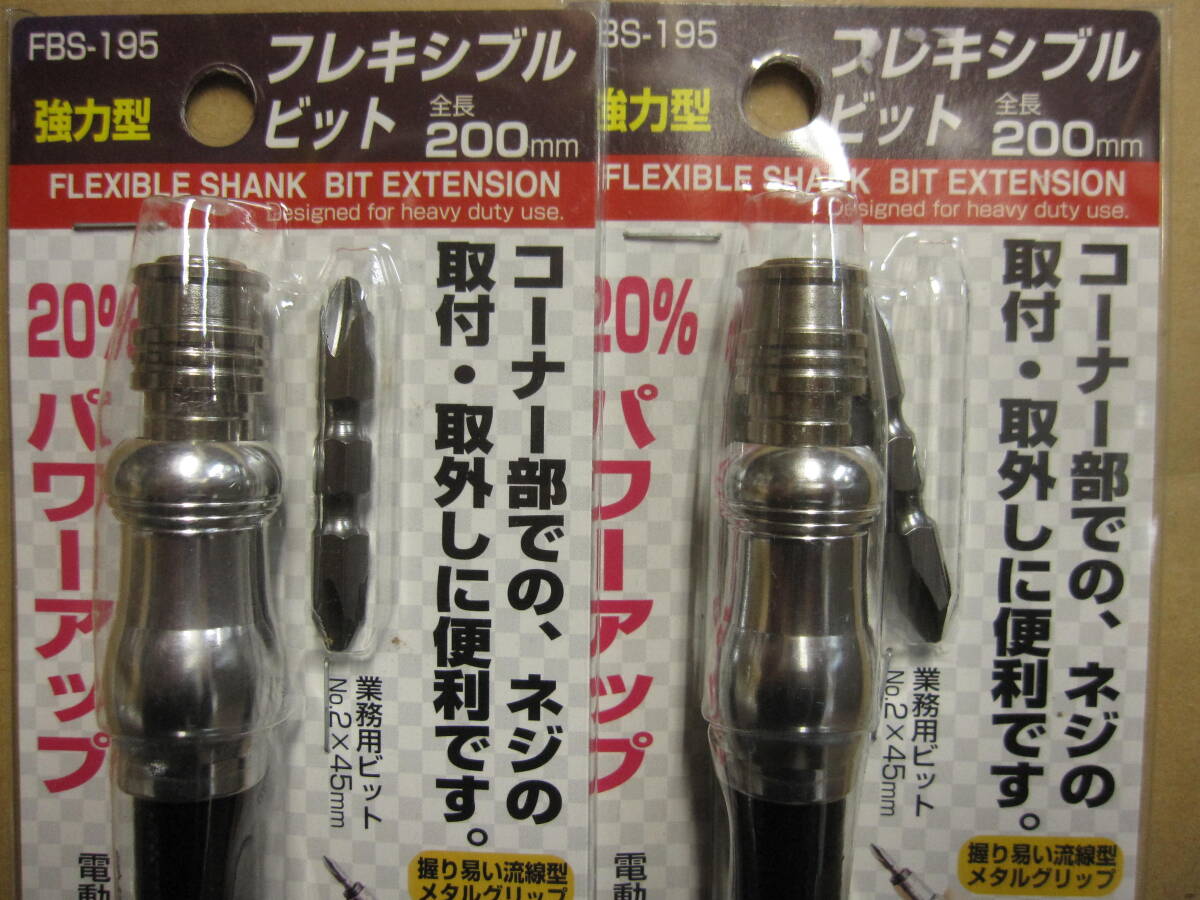 FBS-195
フレキシブル
ビット
強力型
全長
200mm
FLEXIBLE SHANK BIT EXTENSION
Designed for heavy duty use.
コーナー部での、ネジの
取付・取外しに便利です。
20%
パワーアップ
業務用ビット
No.2×45mm
握り易い流線型
メタルグリップ
電動
BS-195
フレキシブル
ビット
強力型
全長
200mm
FLEXIBLE SHANK BIT EXTENSION
Designed for heavy duty use.
コーナー部での、ネジの
取付・取外しに便利です。
20%
パワーアップ
業務用ビット
No.2×45mm
握り易い流線型
メタルグリップ
電動